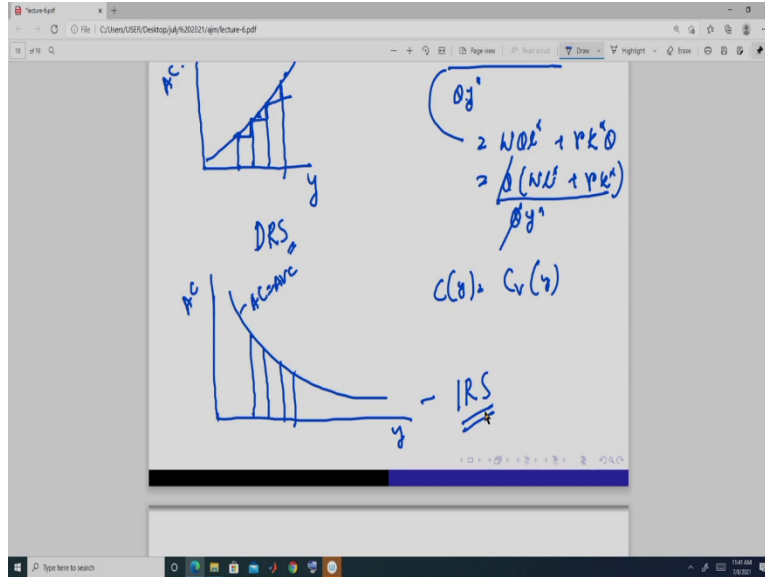 *lecture-6.pdf
File | C:/Users/USER/Desktop/july%202021/ajm/lecture-6.pdf
18 of 19
Page view | Read aloud | Draw Highlight Erase
AC
y
DRS
θy*
= wθl* + rk*θ
= θ(wl* + rk*)
θy*
C(y) = Cv(y)
AC
AC=AVC
y
- IRS
Type here to search
11:41 AM
7/8/2021